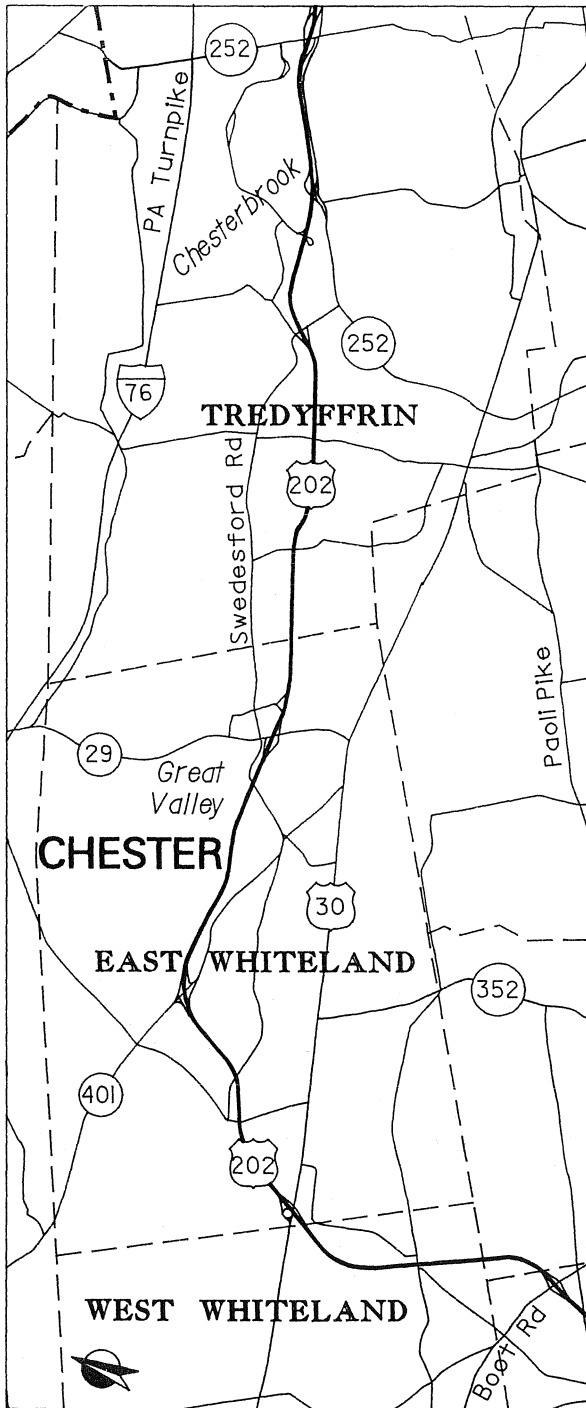 252
PA Turnpike
Chesterbrook
252
76
TREDYFFRIN
202
Swedesford Rd
Paoli Pike
29
Great
Valley
CHESTER
30
EAST WHITELAND
352
401
202
WEST WHITELAND
Boot Rd